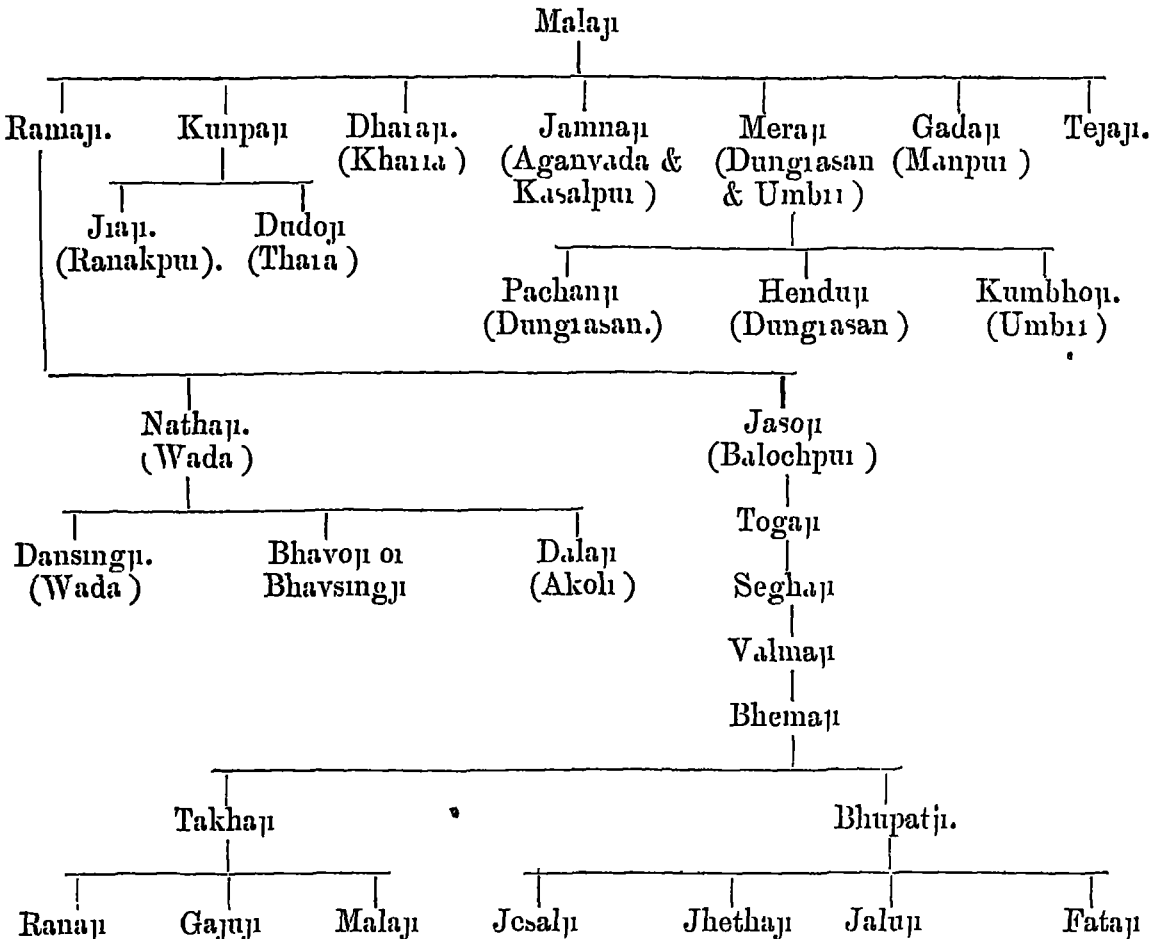 Malaji
Ramaji. Kunpaji Dharaji. Jamnaji Meraji Gadaji Tejaji.
(Kharia) (Aganvada & (Dungrasan (Manpur)
Kasalpur) & Umbri)
Jiaji. Dudoji
(Ranakpur). (Thara)
Pachanji Henduji Kumbhoji.
(Dungrasan.) (Dungrasan) (Umbri)
Nathaji. Jasoji
(Wada) (Balochpur)
Togaji
Dansingji. Bhavoji or Dalaji
(Wada) Bhavsingji (Akoli)
Seghaji
Valmaji
Bhemaji
Takhaji Bhupatji.
Ranaji Gajuji Malaji Jesalji Jhethaji Jaluji Fataji